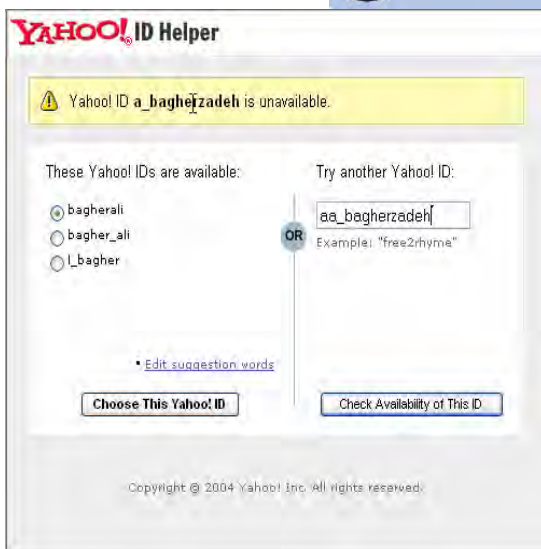 YAHOO! ID Helper
Yahoo! ID a_bagherzadeh is unavailable.
These Yahoo! IDs are available:
bagherali
bagher_ali
l_bagher
Edit suggestion words
Choose This Yahoo! ID
OR
Try another Yahoo! ID:
aa_bagherzadeh
Example: "free2rhyme"
Check Availability of This ID
Copyright © 2004 Yahoo! Inc. All rights reserved.